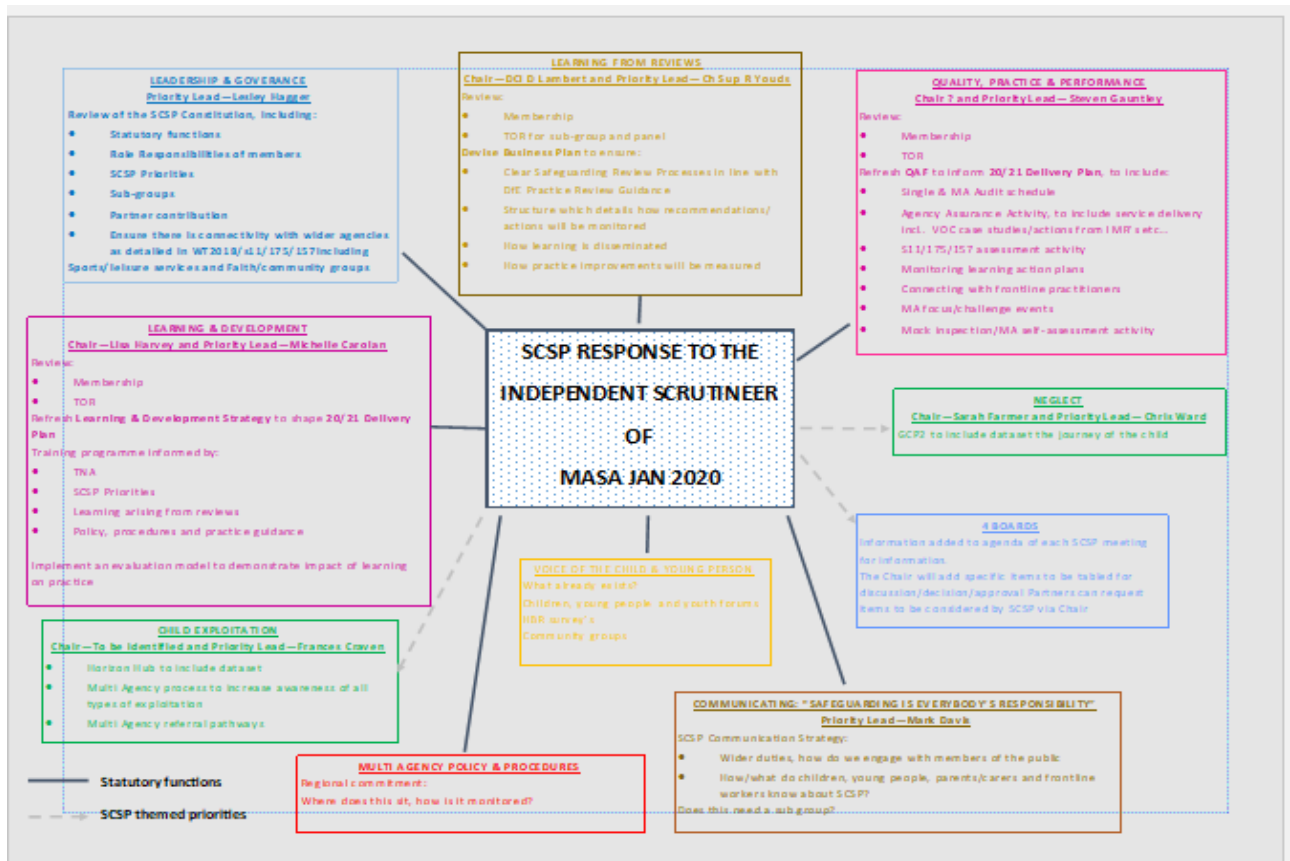 LEADERSHIP & GOVERANCE
Priority Lead—Lesley Hagger
Review of the SCSP Constitution, including:
• Statutory functions
• Role Responsibilities of members
• SCSP Priorities
• Sub-groups
• Partner contribution
• Ensure there is connectivity with wider agencies
as detailed in WT2018/s11/175/157 including
Sports/leisure services and Faith/community groups
LEARNING FROM REVIEWS
Chair—DCI D Lambert and Priority Lead—Ch Sup R Youds
Review:
• Membership
• TOR for sub-group and panel
Devise Business Plan to ensure:
• Clear Safeguarding Review Processes in line with
DfE Practice Review Guidance
• Structure which details how recommendations/
actions will be monitored
• How learning is disseminated
• How practice improvements will be measured
QUALITY, PRACTICE & PERFORMANCE
Chair ? and Priority Lead—Steven Gauntley
Review:
• Membership
• TOR
Refresh QAF to inform 20/21 Delivery Plan, to include:
• Single & MA Audit schedule
• Agency Assurance Activity, to include service delivery
incl. VOC case studies/actions from IMR'S etc...
• S11/175/157 assessment activity
• Monitoring learning action plans
• Connecting with frontline practitioners
• MA focus/challenge events
• Mock inspection/MA self-assessment activity
LEARNING & DEVELOPMENT
Chair—Lisa Harvey and Priority Lead—Michelle Carolan
Review:
• Membership
• TOR
Refresh Learning & Development Strategy to shape 20/21 Delivery
Plan
Training programme informed by:
• TNA
• SCSP Priorities
• Learning arising from reviews
• Policy, procedures and practice guidance
Implement an evaluation model to demonstrate impact of learning
on practice
SCSP RESPONSE TO THE
INDEPENDENT SCRUTINEER
OF
MASA JAN 2020
NEGLECT
Chair—Sarah Farmer and Priority Lead—Chris Ward
GCP2 to include dataset the journey of the child
4 BOARDS
Information added to agenda of each SCSP meeting
for information.
The Chair will add specific items to be tabled for
discussion/decision/approval Partners can request
items to be considered by SCSP via Chair
VOICE OF THE CHILD & YOUNG PERSON
What already exists?
Children, young people and youth forums
HBR survey's
Community groups
CHILD EXPLOITATION
Chair—To be Identified and Priority Lead—Frances Craven
• Horizon Hub to include dataset
• Multi Agency process to increase awareness of all
types of exploitation
• Multi Agency referral pathways
COMMUNICATING: "SAFEGUARDING IS EVERYBODY'S RESPONSIBILITY"
Priority Lead—Mark Davis
SCSP Communication Strategy:
• Wider duties, how do we engage with members of the public
• How/what do children, young people, parents/carers and frontline
workers know about SCSP?
Does this need a sub group?
MULTI AGENCY POLICY & PROCEDURES
Regional commitment:
Where does this sit, how is it monitored?
Statutory functions
SCSP themed priorities